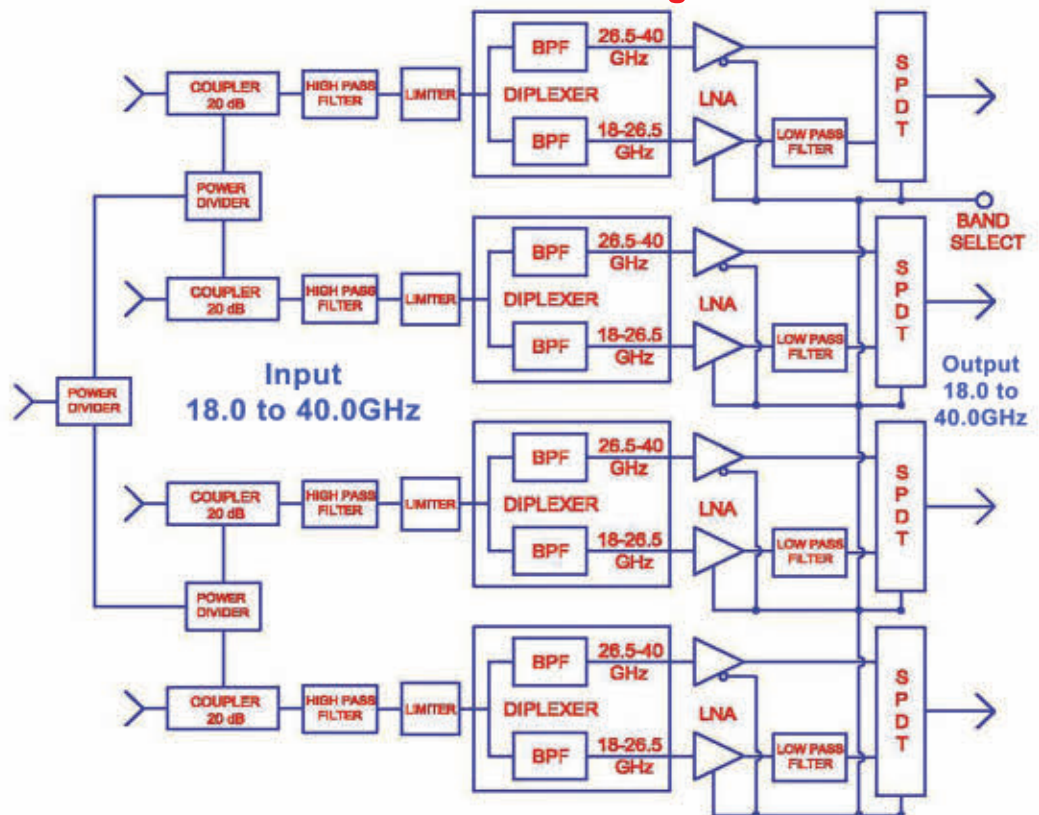 BPF
26.5-40
GHz
COUPLER
20 dB
HIGH PASS
FILTER
LIMITER
DIPLEXER
LNA
BPF
18-26.5
GHz
LOW PASS
FILTER
S
P
D
T
POWER
DIVIDER
BAND
SELECT
BPF
26.5-40
GHz
COUPLER
20 dB
HIGH PASS
FILTER
LIMITER
DIPLEXER
LNA
BPF
18-26.5
GHz
LOW PASS
FILTER
S
P
D
T
POWER
DIVIDER
Input
18.0 to 40.0GHz
Output
18.0 to
40.0GHz
BPF
26.5-40
GHz
COUPLER
20 dB
HIGH PASS
FILTER
LIMITER
DIPLEXER
LNA
BPF
18-26.5
GHz
LOW PASS
FILTER
S
P
D
T
POWER
DIVIDER
BPF
26.5-40
GHz
COUPLER
20 dB
HIGH PASS
FILTER
LIMITER
DIPLEXER
LNA
BPF
18-26.5
GHz
LOW PASS
FILTER
S
P
D
T